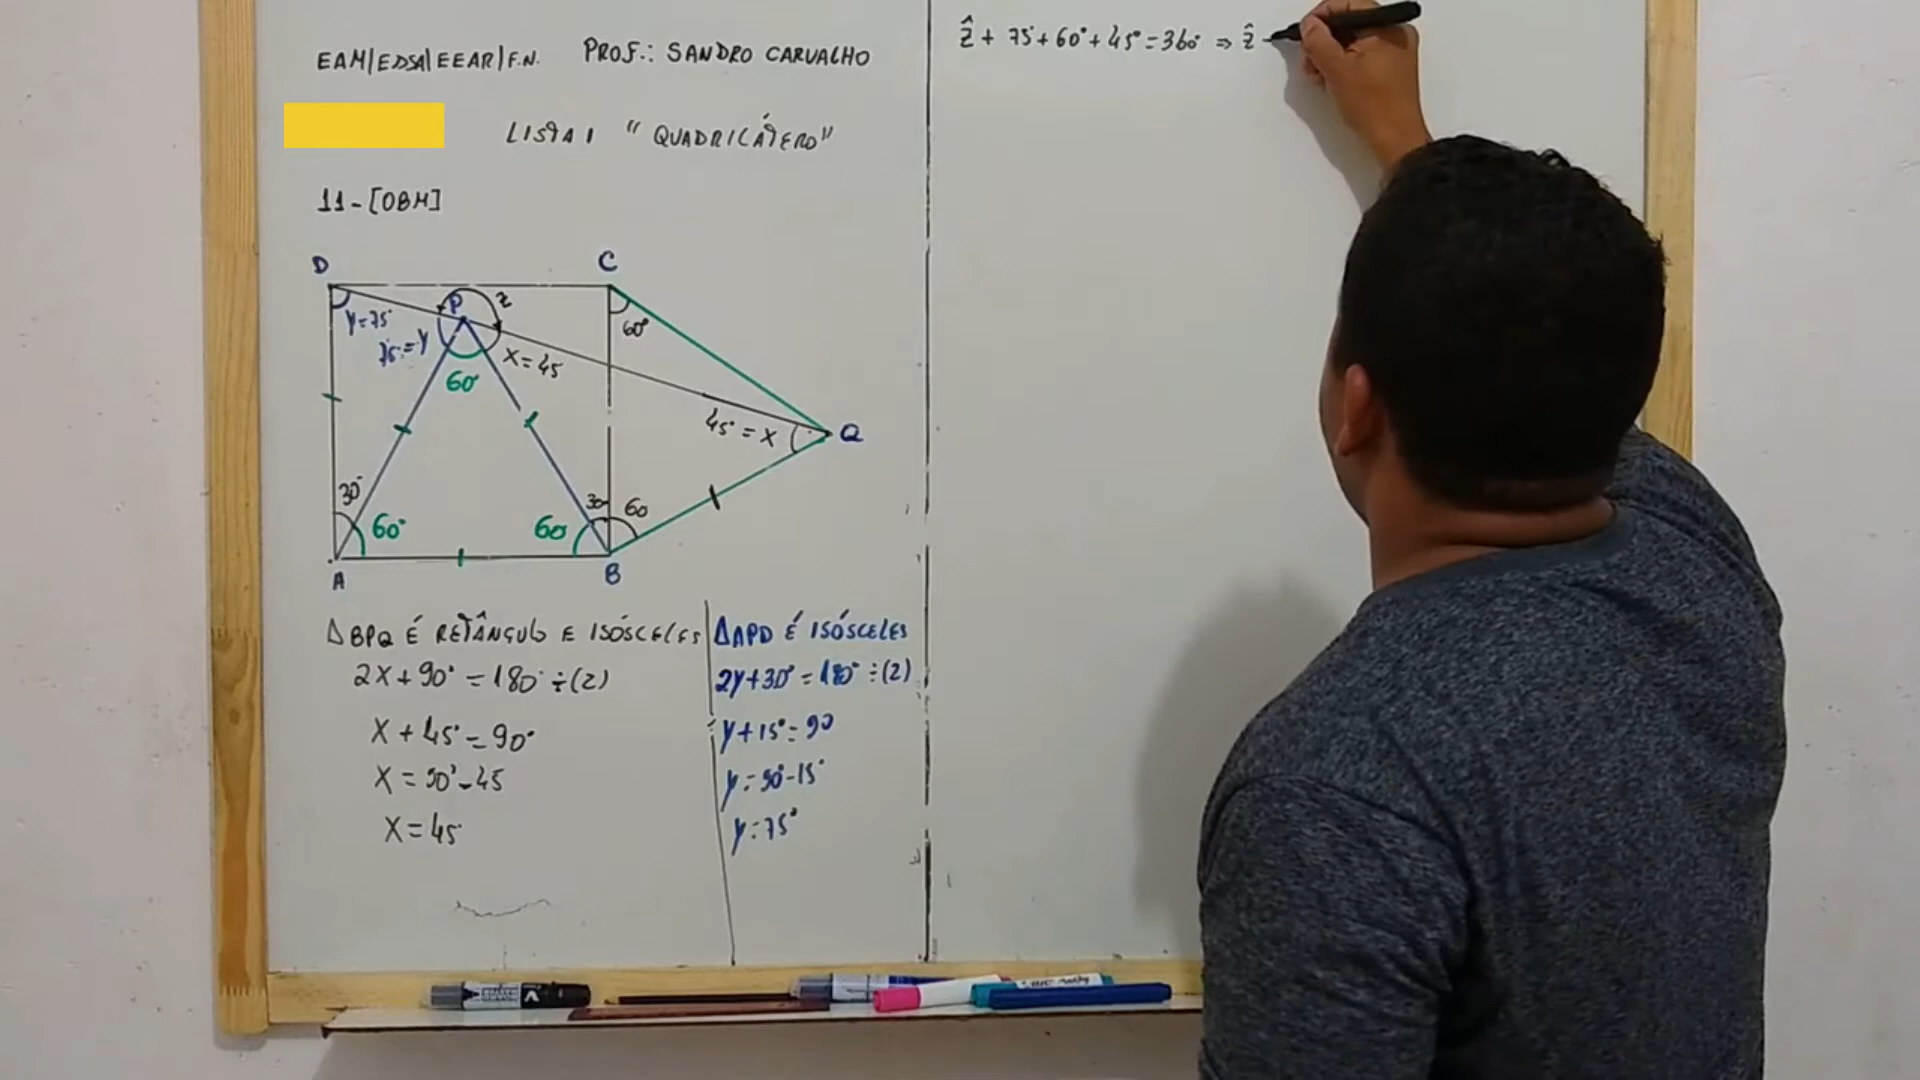 EAM|EDSA|EEAR|F.N. PROF.: SANDRO CARVALHO
LISTA 1 "QUADRILÁTERO"
11-[OBM]
D
C
P
z
Y=75°
75°=Y
X=45
60°
60
45°=X
Q
30°
60°
60
30
60
A
B
ΔBPQ É RETÂNGULO E ISÓSCELES
2X+90°=180°÷(2)
X+45°=90°
X=90°-45
X=45
ΔAPD É ISÓSCELES
2Y+30°=180°÷(2)
Y+15°=90
Y=90°-15°
Y=75°
ẑ+75°+60°+45°=360° ⇒ ẑ